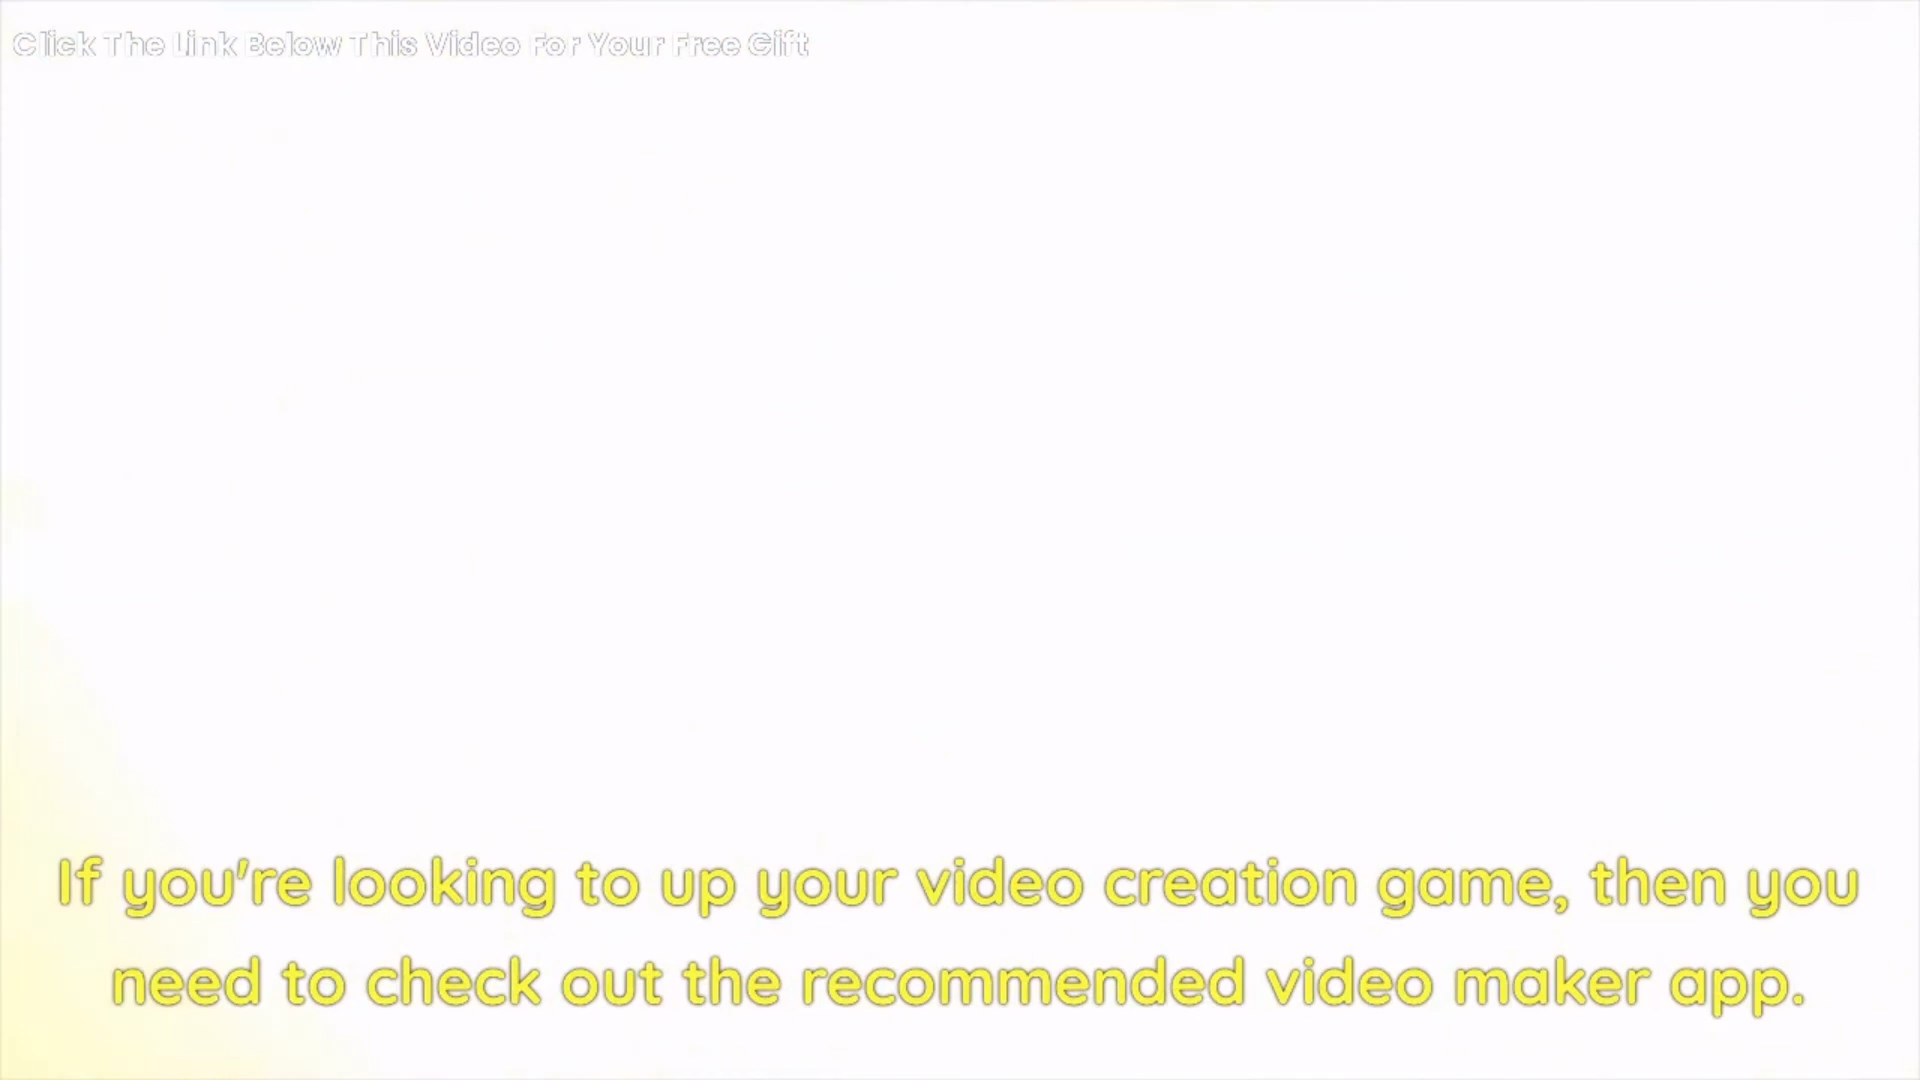 Click The Link Below This Video For Your Free Gift
If you're looking to up your video creation game, then you
need to check out the recommended video maker app.